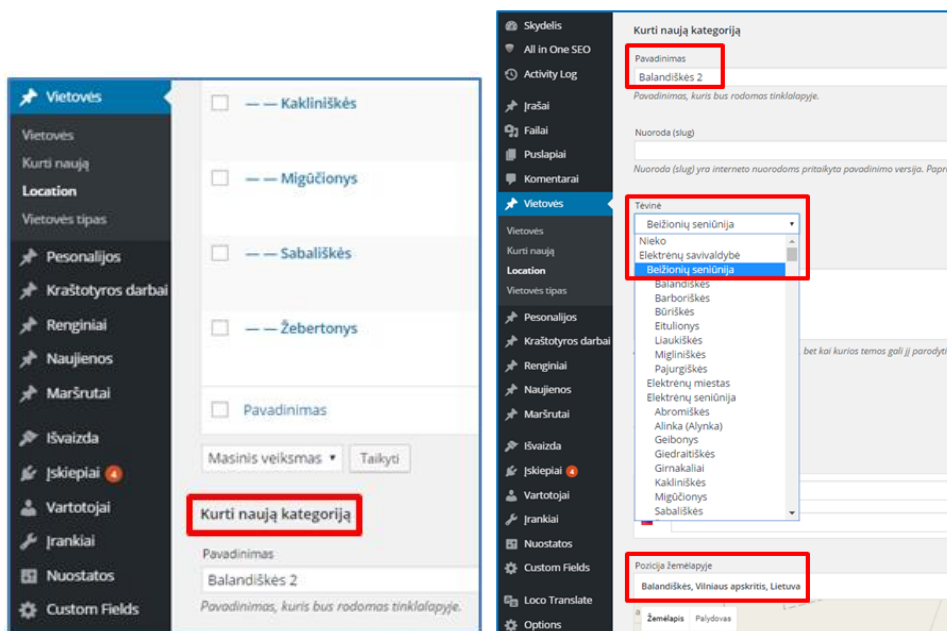 Vietovės
Vietovės
Kurti naują
Location
Vietovės tipas
Pesonalijos
Kraštotyros darbai
Renginiai
Naujienos
Maršrutai
Išvaizda
Įskiepiai 4
Vartotojai
Įrankiai
Nuostatos
Custom Fields
— — Kakliniškės
— — Migūčionys
— — Sabališkės
— — Žebertonys
Pavadinimas
Masinis veiksmas Taikyti
Kurti naują kategoriją
Pavadinimas
Balandiškės 2
Pavadinimas, kuris bus rodomas tinklalapyje.
Skydelis
All in One SEO
Activity Log
Įrašai
Failai
Puslapiai
Komentarai
Vietovės
Vietovės
Kurti naują
Location
Vietovės tipas
Pesonalijos
Kraštotyros darbai
Renginiai
Naujienos
Maršrutai
Išvaizda
Įskiepiai 4
Vartotojai
Įrankiai
Nuostatos
Custom Fields
Loco Translate
Options
Kurti naują kategoriją
Pavadinimas
Balandiškės 2
Pavadinimas, kuris bus rodomas tinklalapyje.
Nuoroda (slug)
Nuoroda (slug) yra interneto nuorodoms pritaikyta pavadinimo versija. Papr
Tėvinė
Beižionių seniūnija
Nieko
Elektrėnų savivaldybė
Beižionių seniūnija
Balandiškės
Barboriškės
Būriškės
Eitulionys
Liaukiškės
Migliniškės
Pajurgiškės
Elektrėnų miestas
Elektrėnų seniūnija
Abromiškės
Alinka (Alynka)
Geibonys
Giedraitiškės
Girnakaliai
Kakliniškės
Migūčionys
Sabališkės
, bet kai kurios temos gali jį parodyti
Pozicija žemėlapyje
Balandiškės, Vilniaus apskritis, Lietuva
Žemėlapis Palydovas